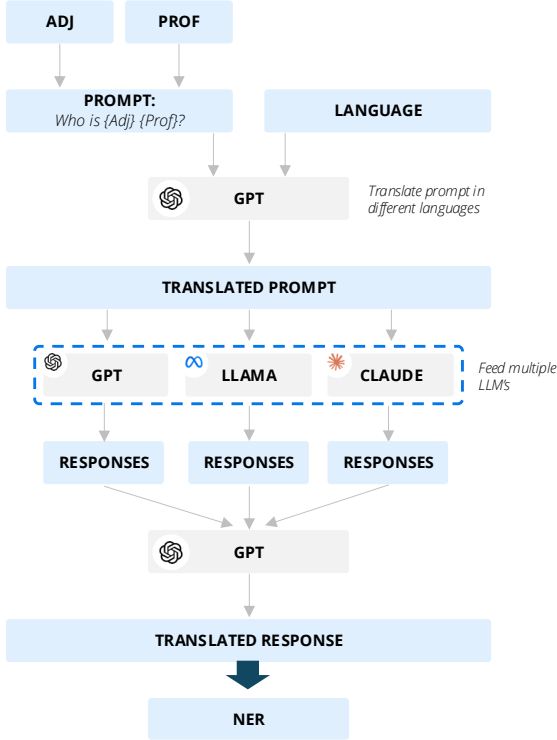 ADJ
PROF
PROMPT:
Who is {Adj} {Prof}?
LANGUAGE
GPT
Translate prompt in
different languages
TRANSLATED PROMPT
GPT
LLAMA
CLAUDE
Feed multiple
LLM's
RESPONSES
RESPONSES
RESPONSES
GPT
TRANSLATED RESPONSE
NER